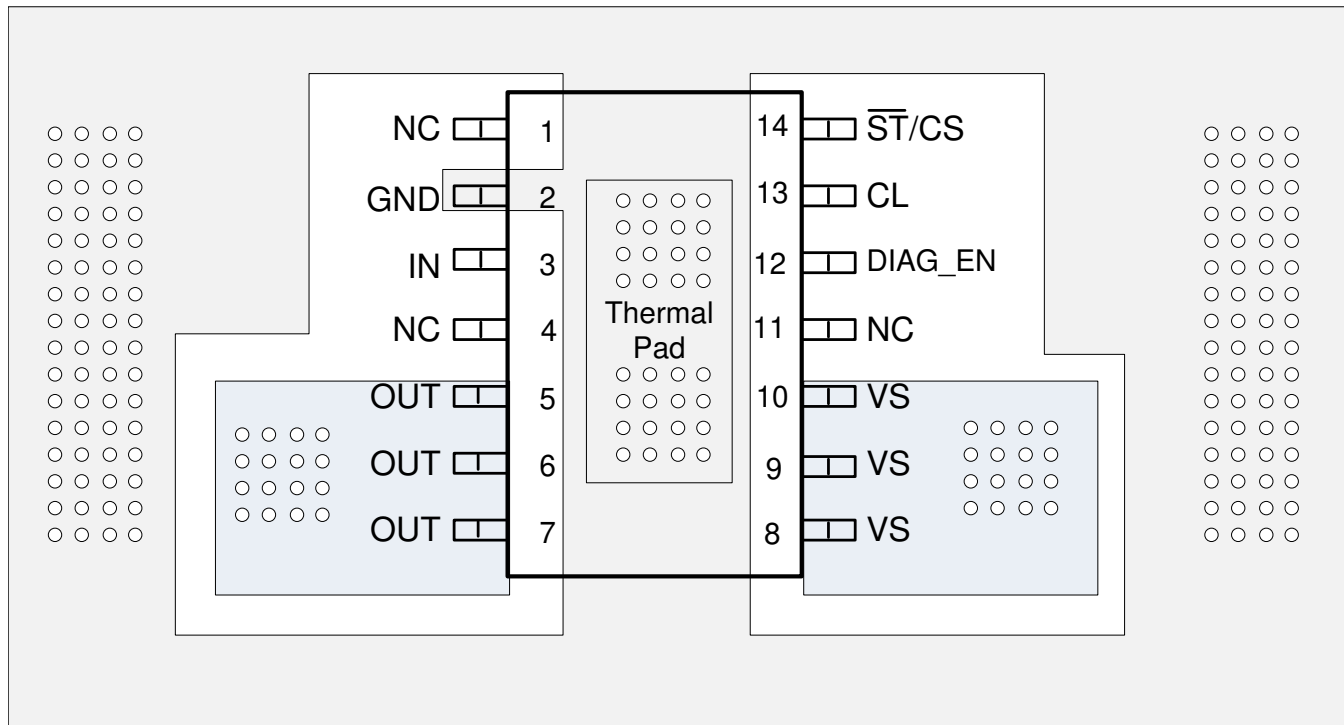 NC 1 14 S̅T̅/CS
GND 2 13 CL
IN 3 12 DIAG_EN
NC 4 Thermal 11 NC
Pad
OUT 5 10 VS
OUT 6 9 VS
OUT 7 8 VS